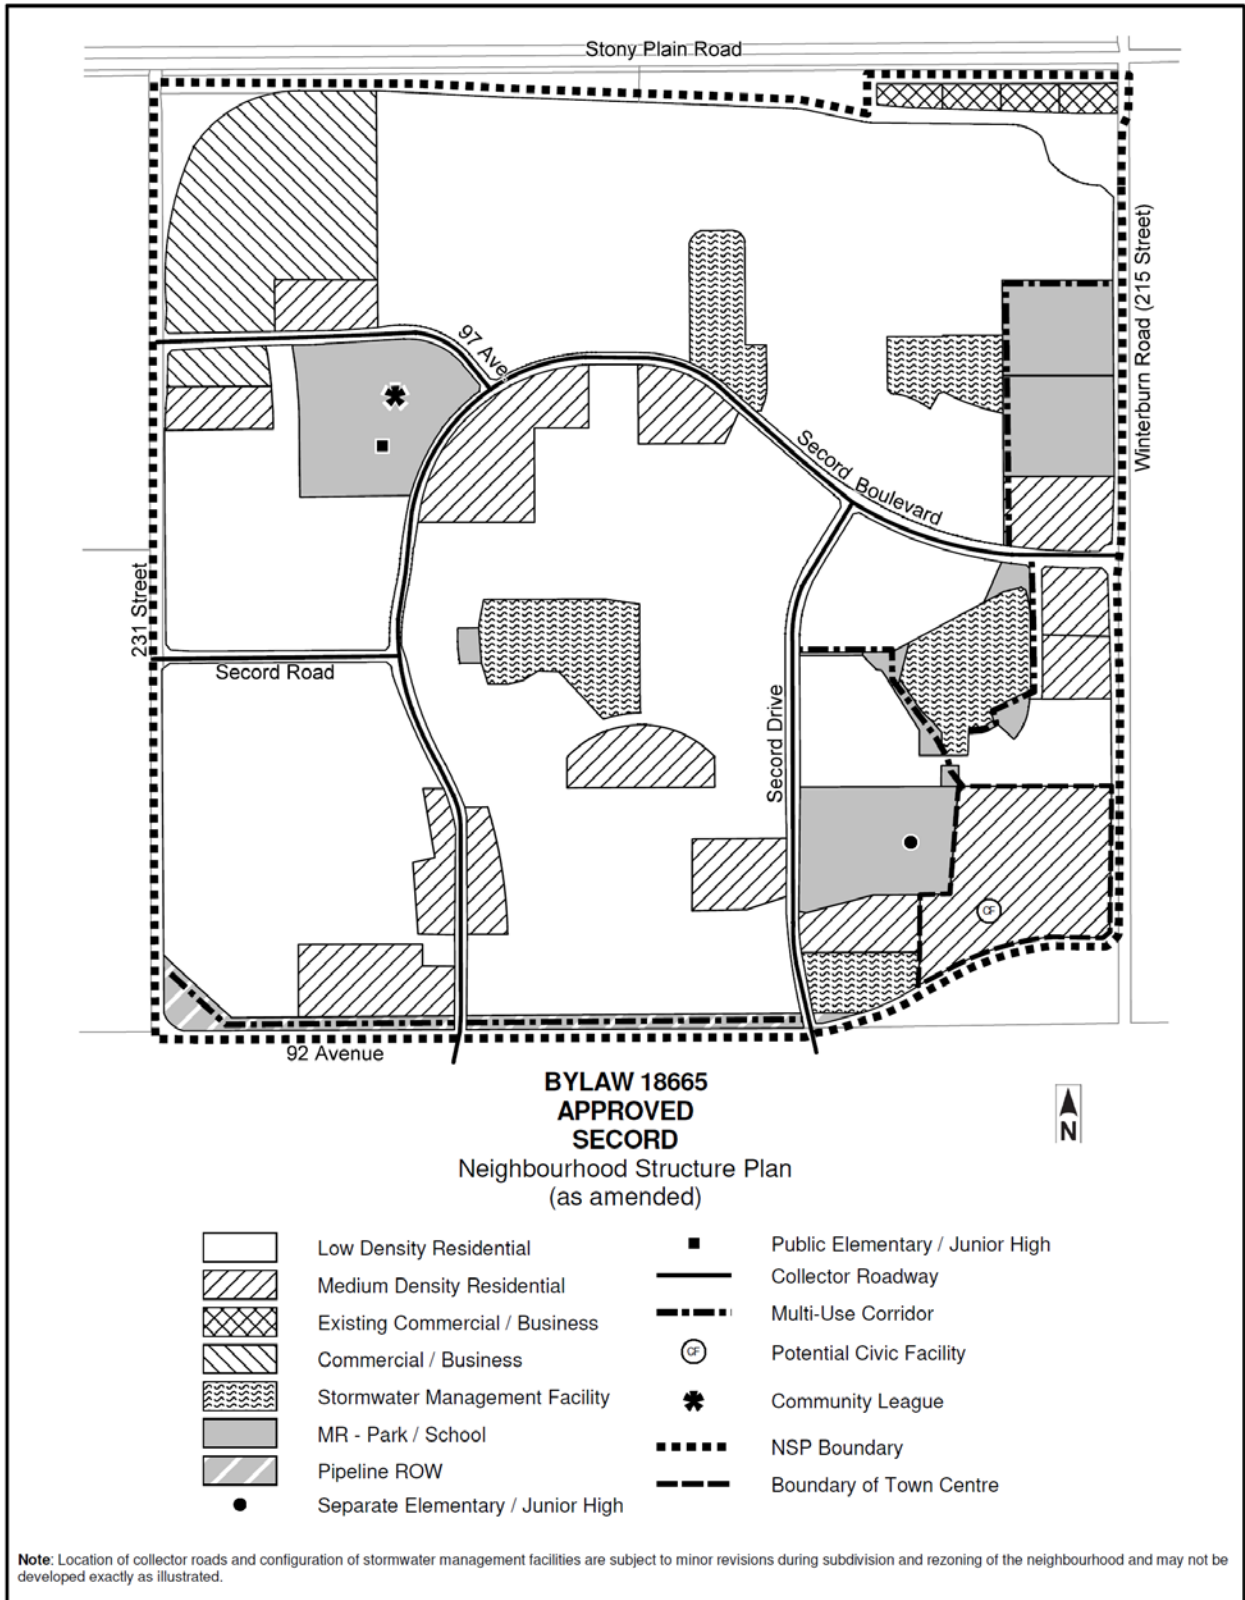 Stony Plain Road
Winterburn Road (215 Street)
97 Ave
Secord Boulevard
231 Street
Secord Road
Secord Drive
CF
92 Avenue
BYLAW 18665
APPROVED
SECORD
Neighbourhood Structure Plan
(as amended)
N
Low Density Residential
Medium Density Residential
Existing Commercial / Business
Commercial / Business
Stormwater Management Facility
MR - Park / School
Pipeline ROW
Separate Elementary / Junior High
Public Elementary / Junior High
Collector Roadway
Multi-Use Corridor
CF
Potential Civic Facility
Community League
NSP Boundary
Boundary of Town Centre
Note: Location of collector roads and configuration of stormwater management facilities are subject to minor revisions during subdivision and rezoning of the neighbourhood and may not be
developed exactly as illustrated.